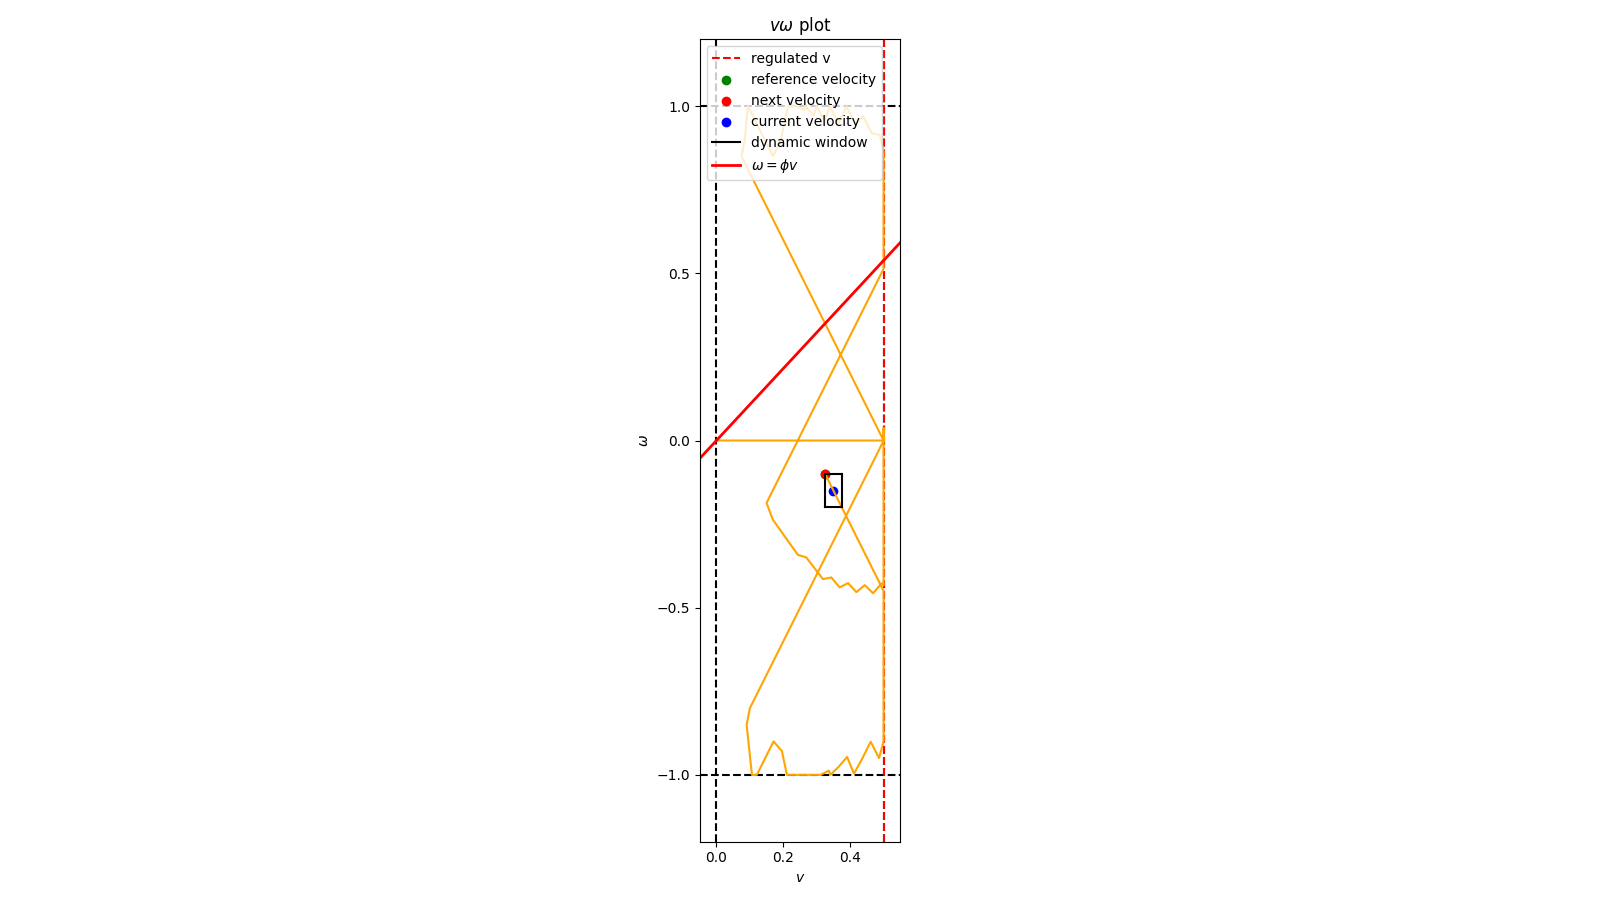 vω plot
regulated v
reference velocity
next velocity
current velocity
dynamic window
ω = ϕv
1.0
0.5
0.0
−0.5
−1.0
ω
0.0 0.2 0.4
v